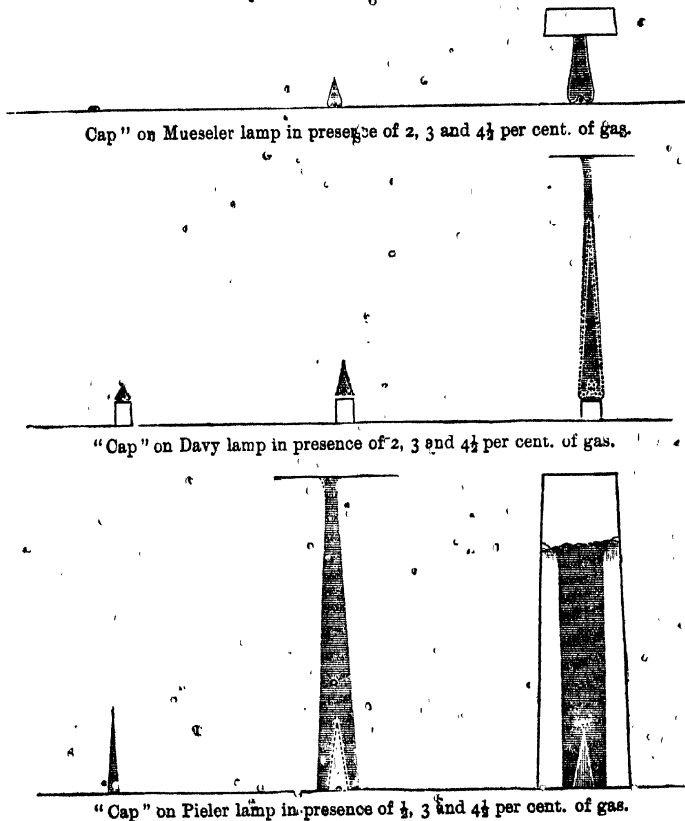 Cap" on Mueseler lamp in presence of 2, 3 and 4½ per cent. of gas.
"Cap" on Davy lamp in presence of 2, 3 and 4½ per cent. of gas.
"Cap" on Pieler lamp in presence of ½, 3 and 4½ per cent. of gas.